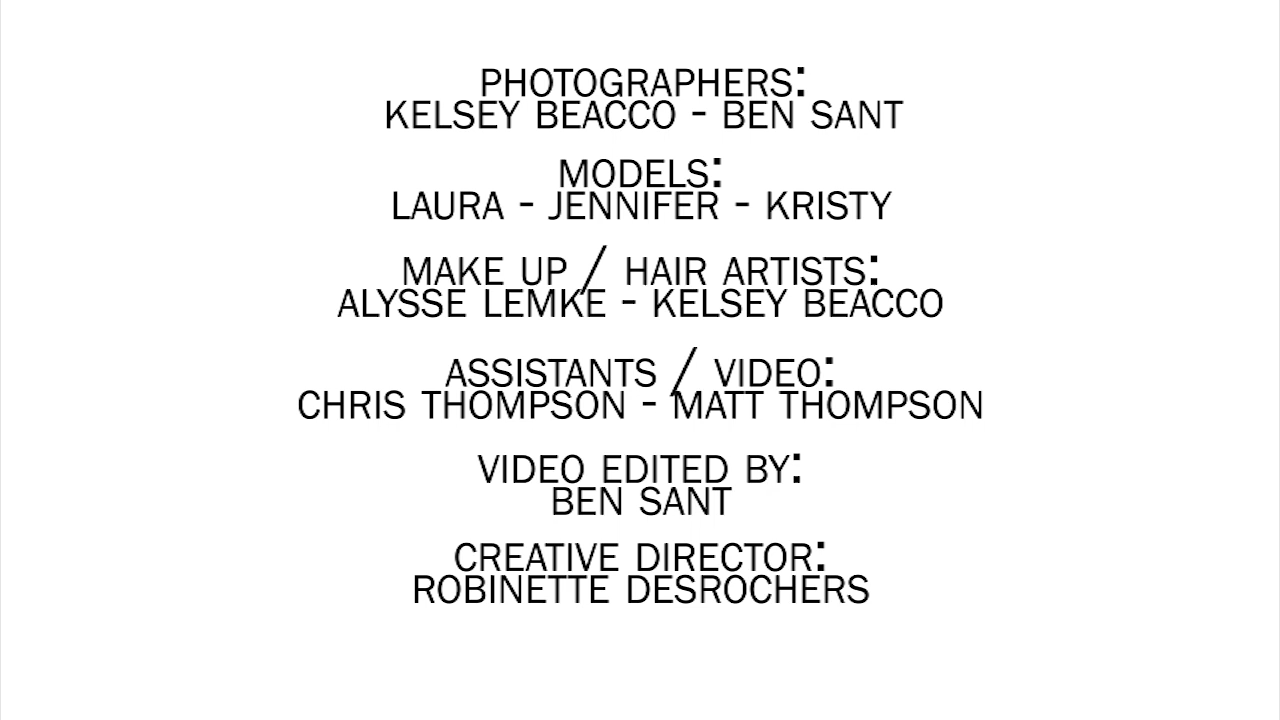 PHOTOGRAPHERS:
KELSEY BEACCO - BEN SANT
MODELS:
LAURA - JENNIFER - KRISTY
MAKE UP / HAIR ARTISTS:
ALYSSE LEMKE - KELSEY BEACCO
ASSISTANTS / VIDEO:
CHRIS THOMPSON - MATT THOMPSON
VIDEO EDITED BY:
BEN SANT
CREATIVE DIRECTOR:
ROBINETTE DESROCHERS